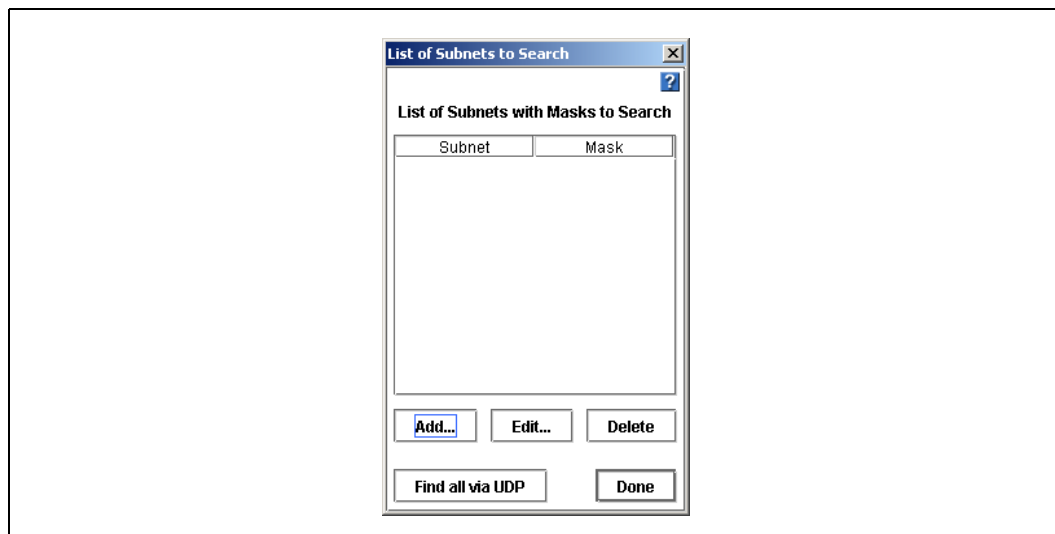 List of Subnets to Search
?
List of Subnets with Masks to Search
Subnet Mask
Add... Edit... Delete
Find all via UDP Done